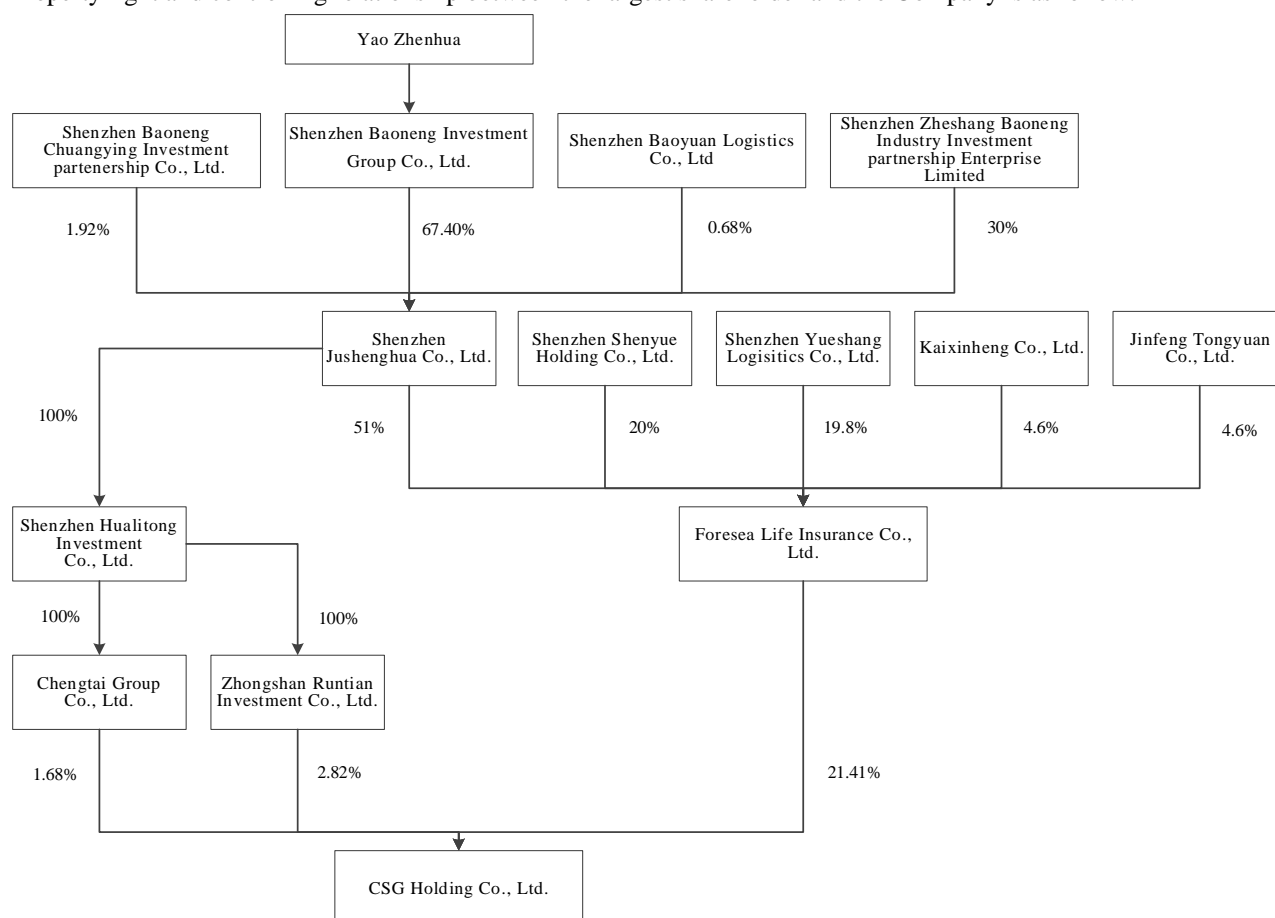 Yao Zhenhua
Shenzhen Baoneng
Chuangying Investment
partenership Co., Ltd.
Shenzhen Baoneng Investment
Group Co., Ltd.
Shenzhen Baoyuan Logistics
Co., Ltd
Shenzhen Zheshang Baoneng
Industry Investment
partnership Enterprise
Limited
1.92%
67.40%
0.68%
30%
Shenzhen
Jushenghua Co., Ltd.
Shenzhen Shenyue
Holding Co., Ltd.
Shenzhen Yueshang
Logisitics Co., Ltd.
Kaixinheng Co., Ltd.
Jinfeng Tongyuan
Co., Ltd.
100%
51%
20%
19.8%
4.6%
4.6%
Shenzhen Hualitong
Investment
Co., Ltd.
Foresea Life Insurance Co.,
Ltd.
100%
100%
Chengtai Group
Co., Ltd.
Zhongshan Runtian
Investment Co., Ltd.
1.68%
2.82%
21.41%
CSG Holding Co., Ltd.